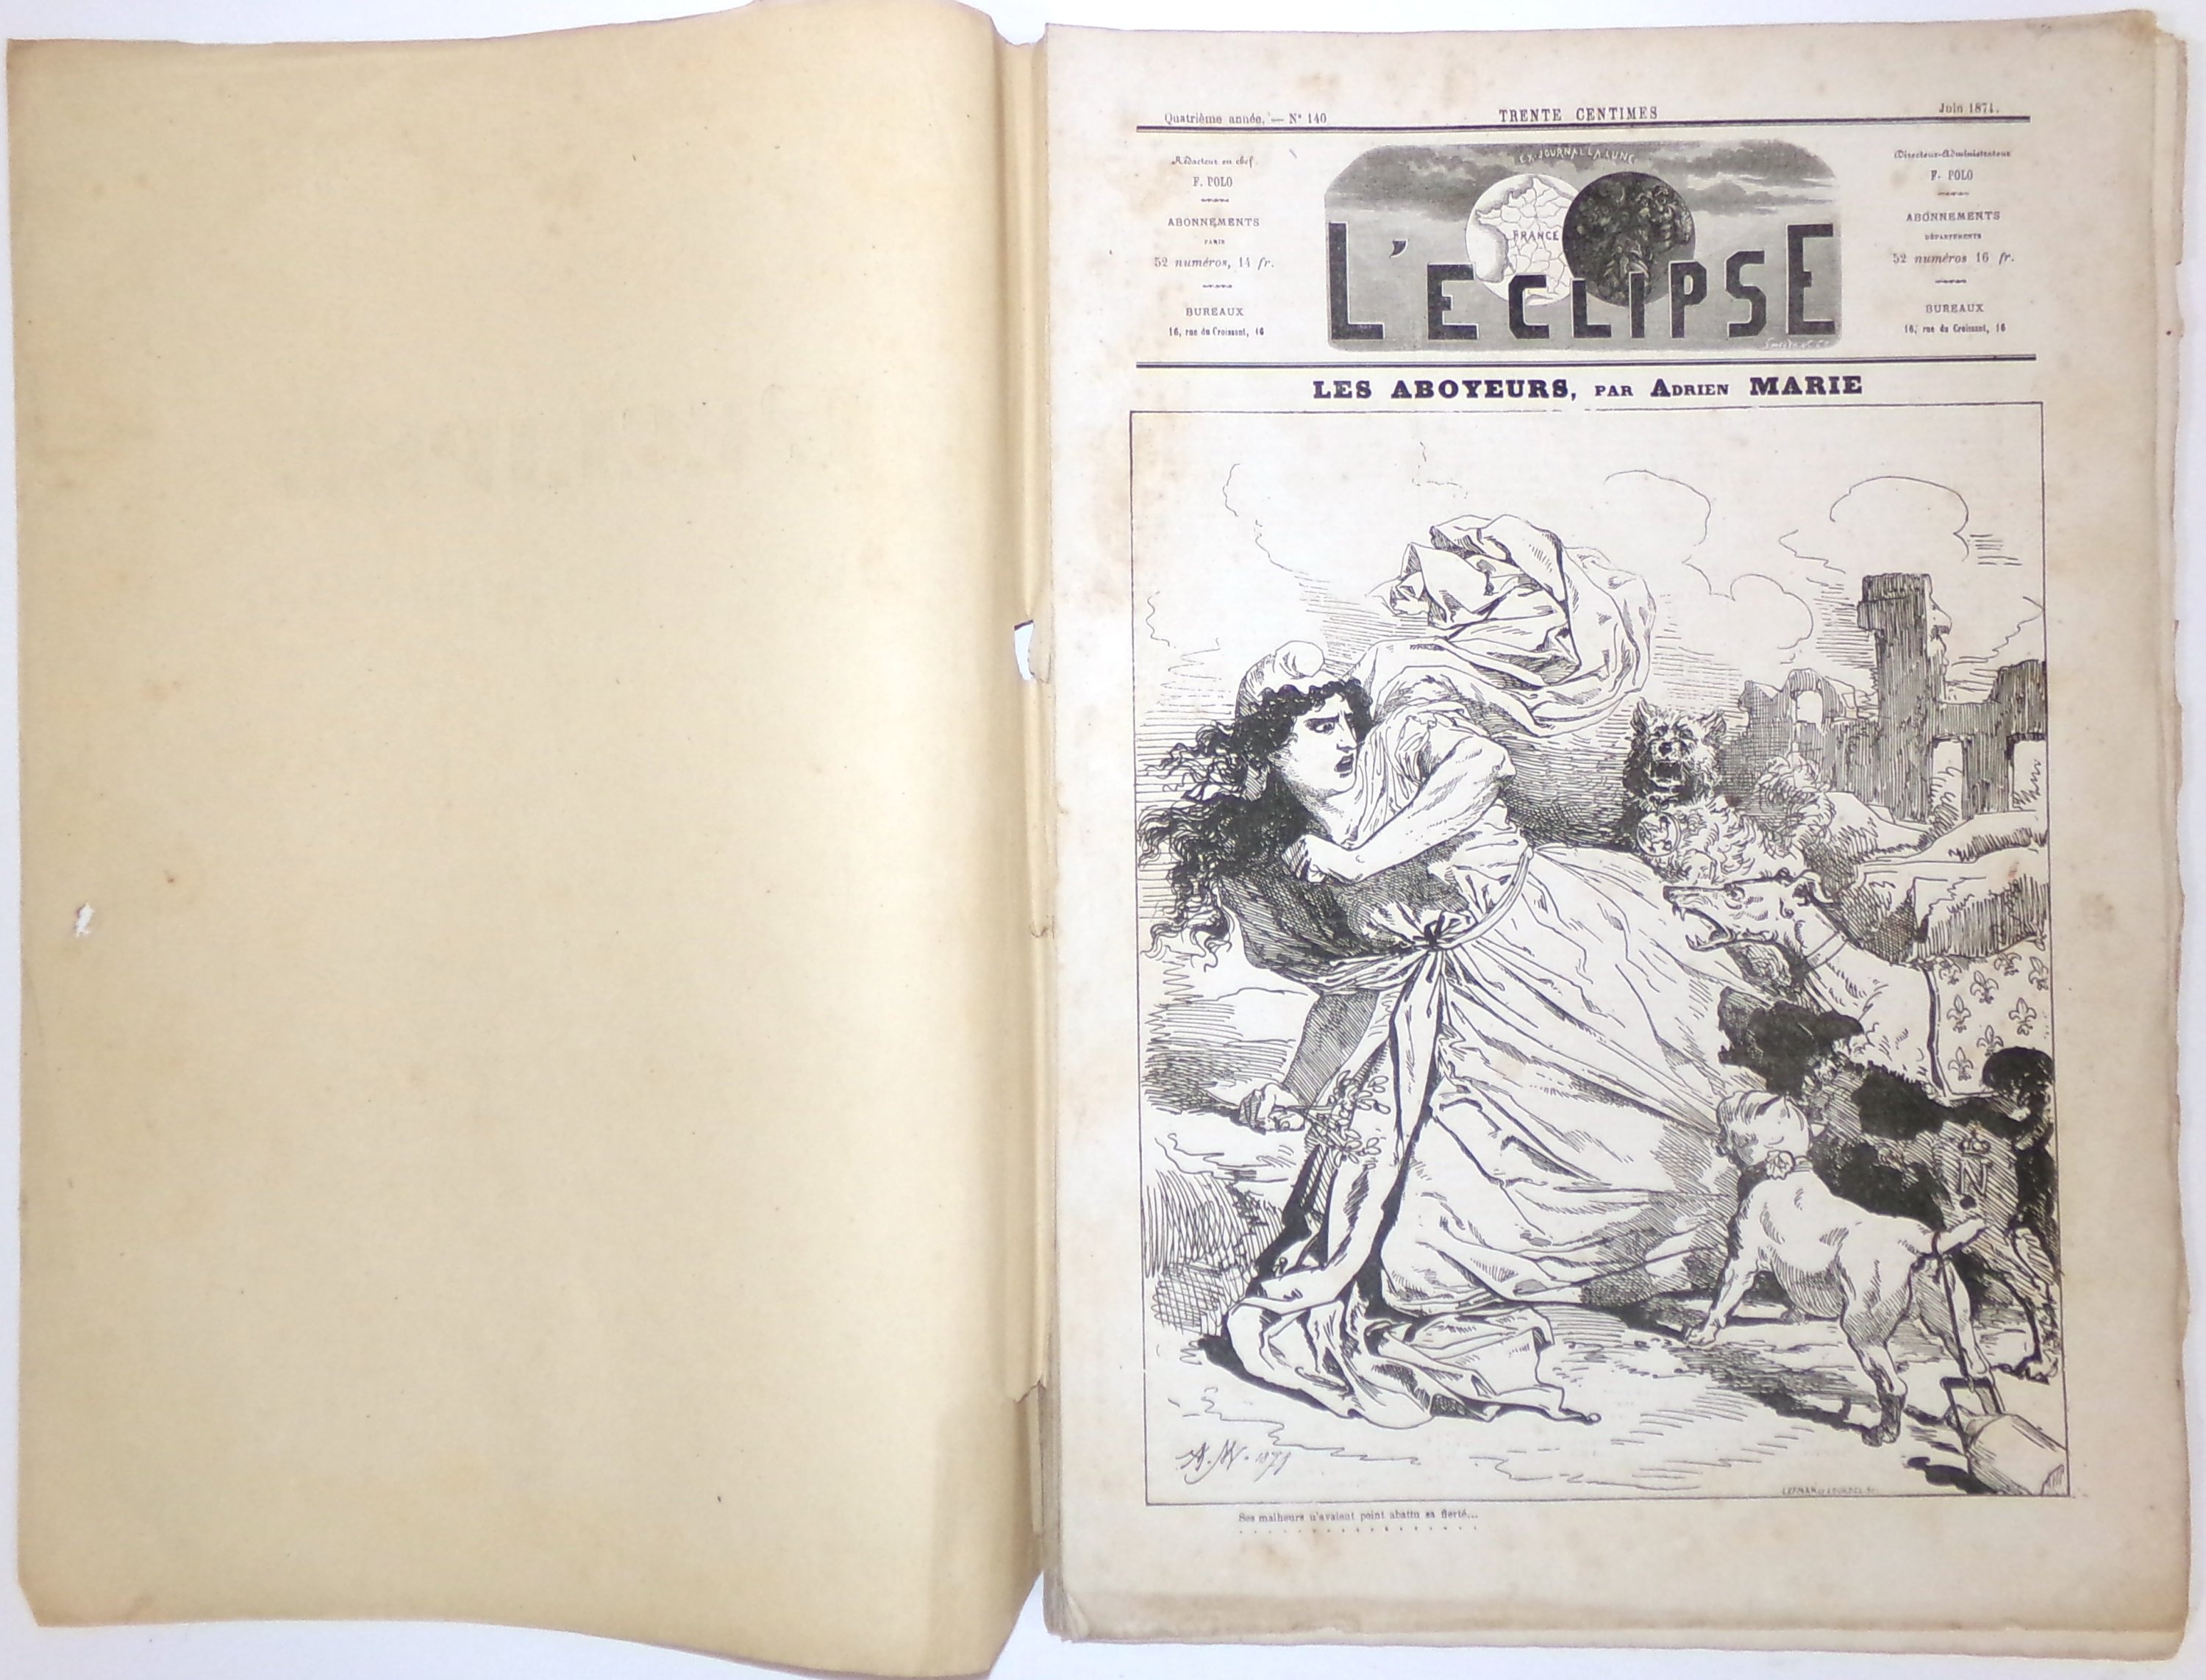 Quatrième année. — N° 140
TRENTE CENTIMES
Juin 1871.
Rédacteur en chef
F. POLO
ABONNEMENTS
PARIS
52 numéros, 14 fr.
BUREAUX
16, rue du Croissant, 16
EX-JOURNAL LA LUNE
FRANCE
L'ECLIPSE
Directeur-Administrateur
F. POLO
ABONNEMENTS
DÉPARTEMENTS
52 numéros 16 fr.
BUREAUX
16, rue du Croissant, 16
LES ABOYEURS, PAR ADRIEN MARIE
N
A. M. 1871
Ses malheurs n'avaient point abattu sa fierté...